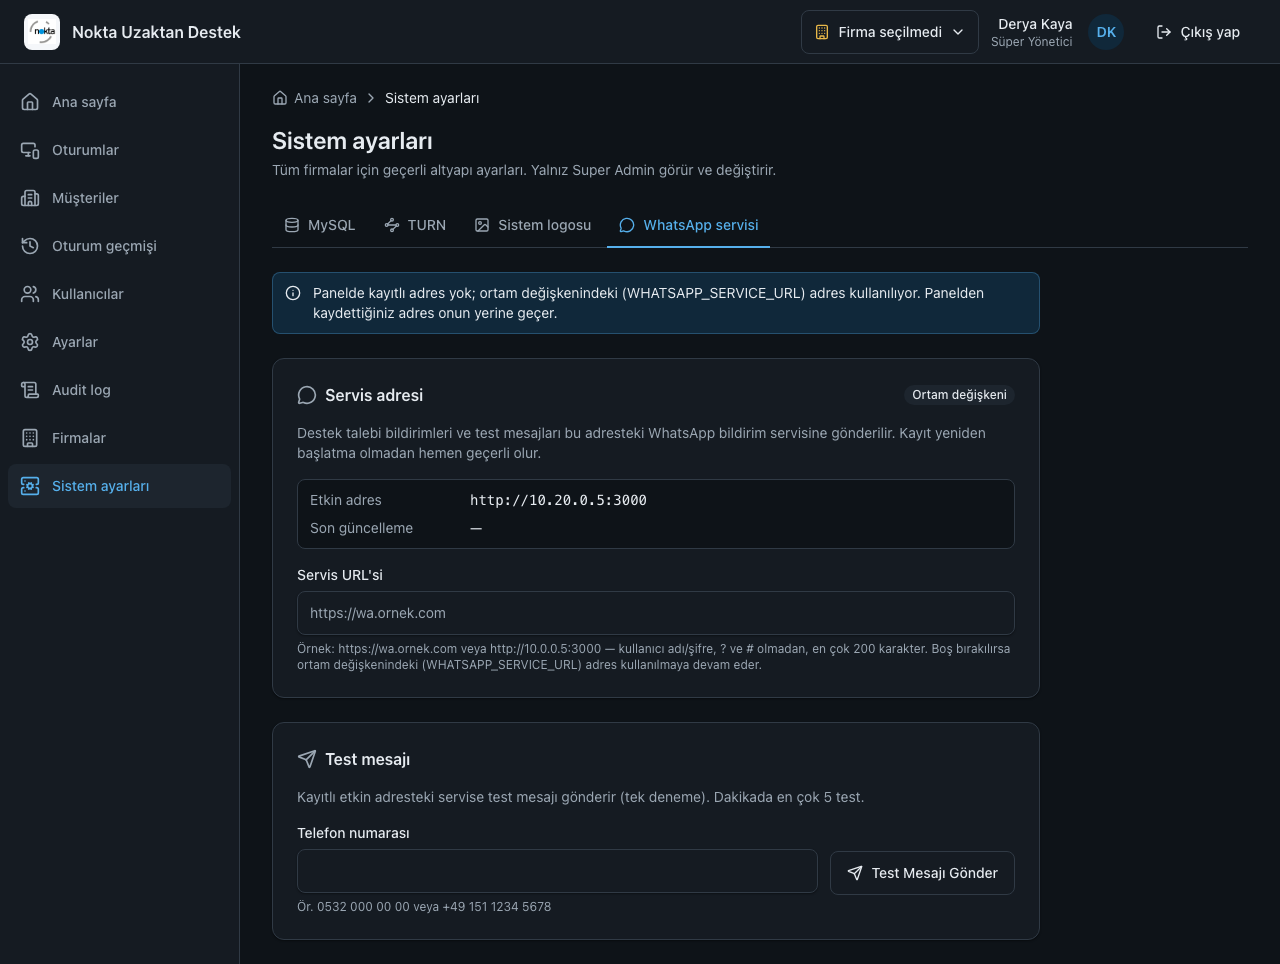 nokta
Nokta Uzaktan Destek
Firma seçilmedi
Derya Kaya
Süper Yönetici
DK
Çıkış yap
Ana sayfa
Oturumlar
Müşteriler
Oturum geçmişi
Kullanıcılar
Ayarlar
Audit log
Firmalar
Sistem ayarları
Ana sayfa
Sistem ayarları
Sistem ayarları
Tüm firmalar için geçerli altyapı ayarları. Yalnız Super Admin görür ve değiştirir.
MySQL
TURN
Sistem logosu
WhatsApp servisi
Panelde kayıtlı adres yok; ortam değişkenindeki (WHATSAPP_SERVICE_URL) adres kullanılıyor. Panelden
kaydettiğiniz adres onun yerine geçer.
Servis adresi
Ortam değişkeni
Destek talebi bildirimleri ve test mesajları bu adresteki WhatsApp bildirim servisine gönderilir. Kayıt yeniden
başlatma olmadan hemen geçerli olur.
Etkin adres http://10.20.0.5:3000
Son güncelleme —
Servis URL'si
https://wa.ornek.com
Örnek: https://wa.ornek.com veya http://10.0.0.5:3000 — kullanıcı adı/şifre, ? ve # olmadan, en çok 200 karakter. Boş bırakılırsa
ortam değişkenindeki (WHATSAPP_SERVICE_URL) adres kullanılmaya devam eder.
Test mesajı
Kayıtlı etkin adresteki servise test mesajı gönderir (tek deneme). Dakikada en çok 5 test.
Telefon numarası
Test Mesajı Gönder
Ör. 0532 000 00 00 veya +49 151 1234 5678